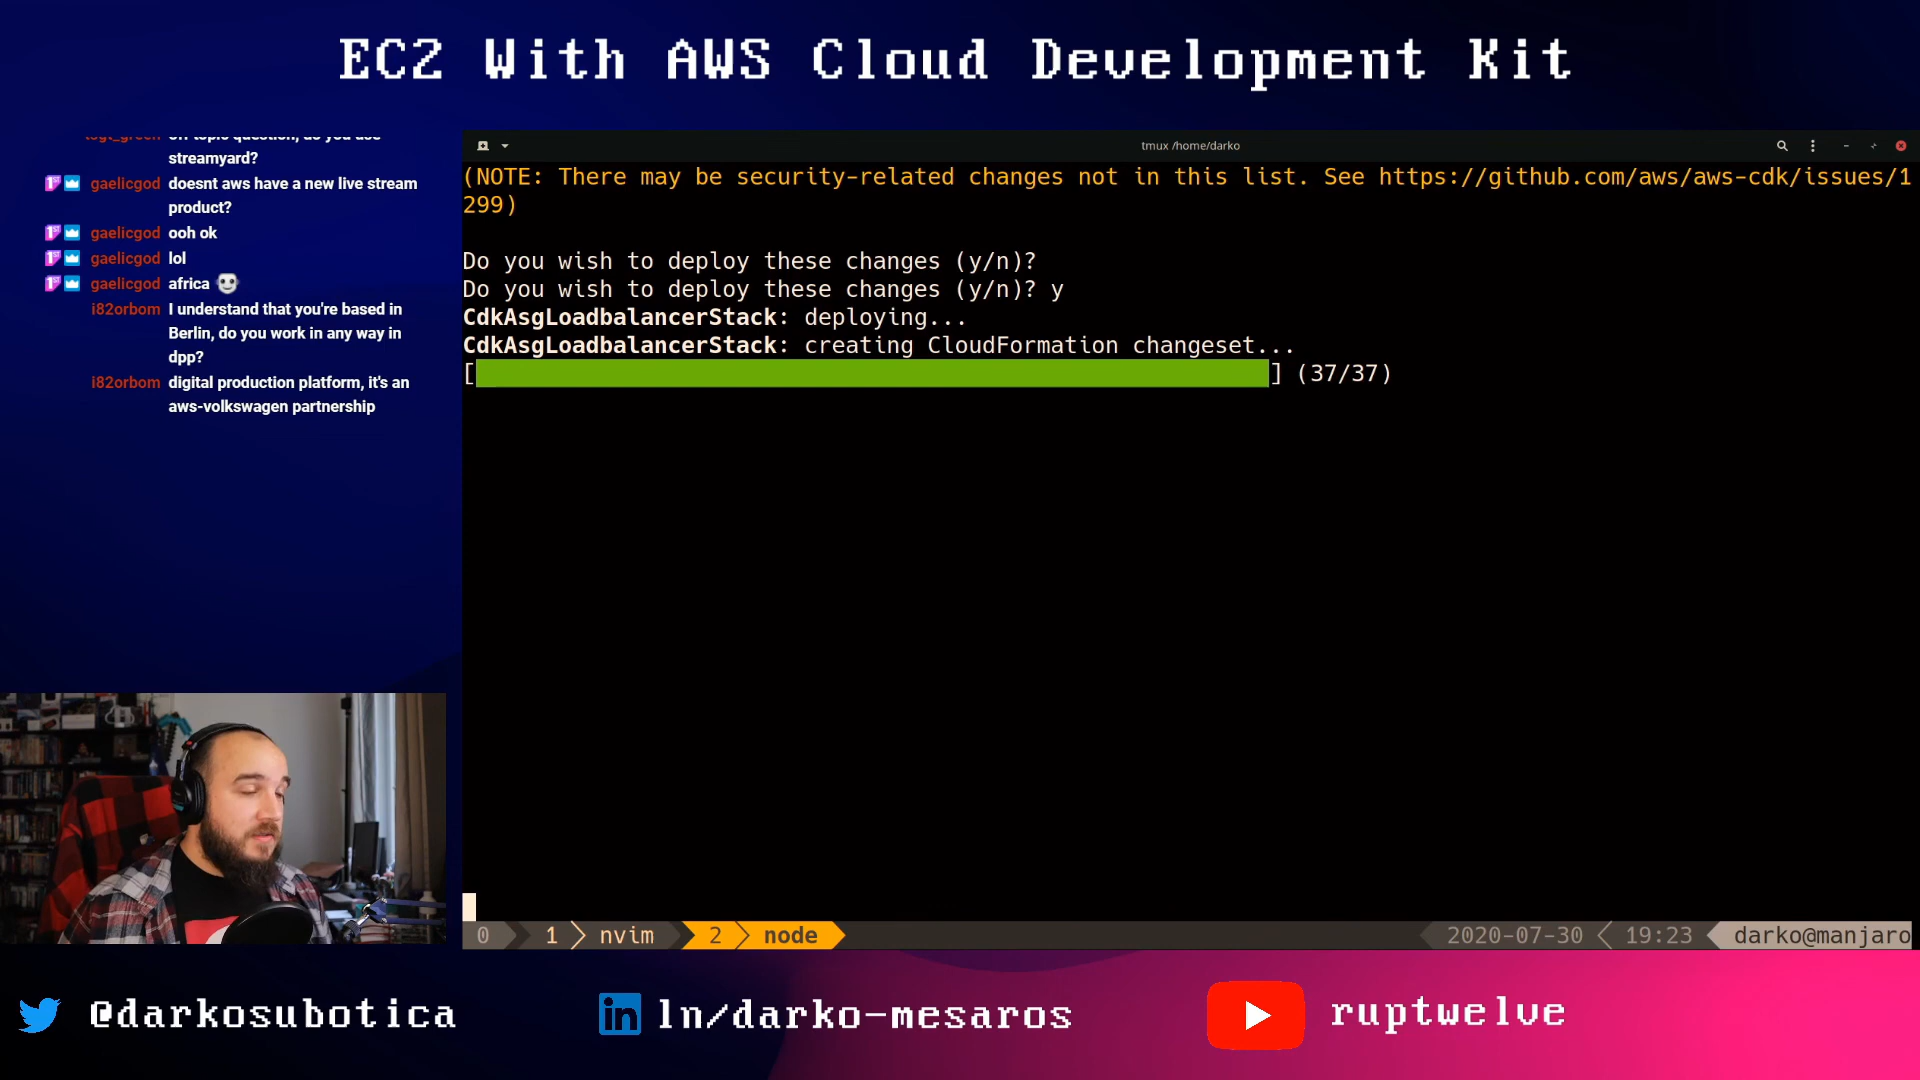 EC2 With AWS Cloud Development Kit
streamyard?
gaelicgod doesnt aws have a new live stream
product?
gaelicgod ooh ok
gaelicgod lol
gaelicgod africa
i82orbom I understand that you're based in
Berlin, do you work in any way in
dpp?
i82orbom digital production platform, it's an
aws-volkswagen partnership
tmux /home/darko
(NOTE: There may be security-related changes not in this list. See https://github.com/aws/aws-cdk/issues/1
299)
Do you wish to deploy these changes (y/n)?
Do you wish to deploy these changes (y/n)? y
CdkAsgLoadbalancerStack: deploying...
CdkAsgLoadbalancerStack: creating CloudFormation changeset...
[ ] (37/37)
0 1 nvim 2 node 2020-07-30 19:23 darko@manjaro
@darkosubotica
in ln/darko-mesaros
ruptwelve